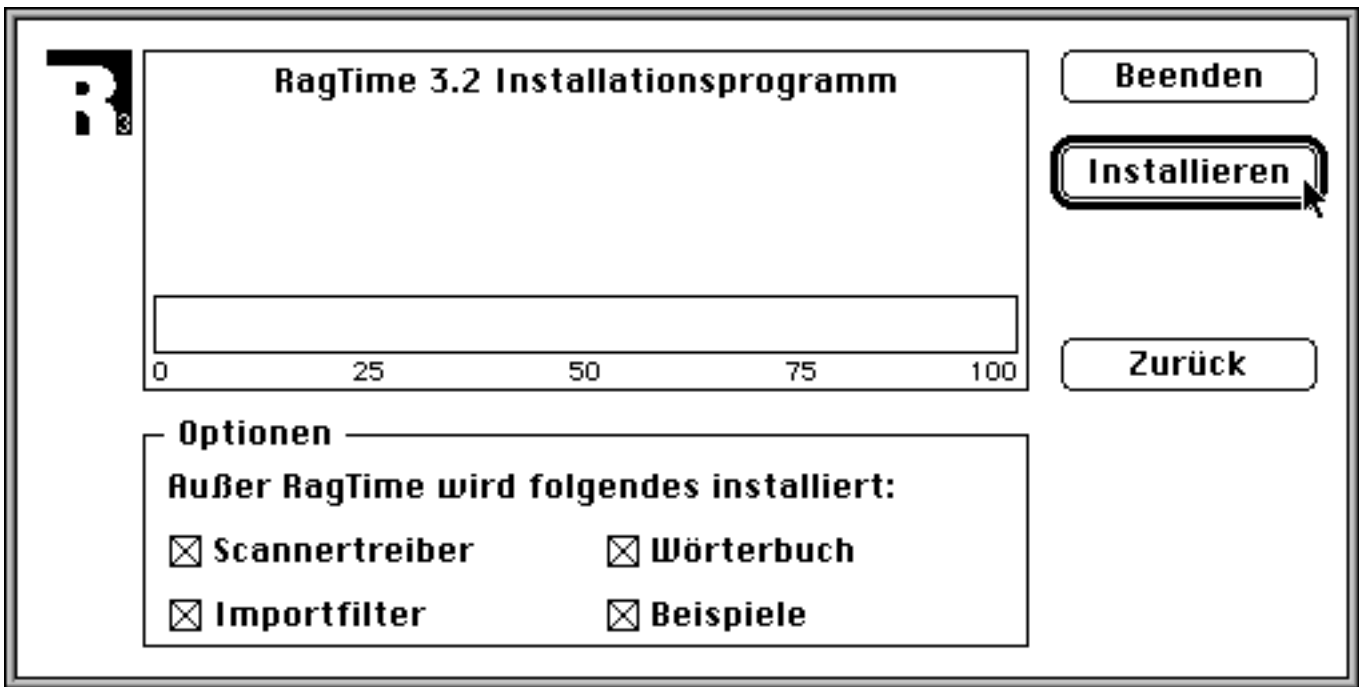 RagTime 3.2 Installationsprogramm
Beenden
R
3
Installieren
0 25 50 75 100
Zurück
Optionen
Außer RagTime wird folgendes installiert:
Scannertreiber Wörterbuch
Importfilter Beispiele